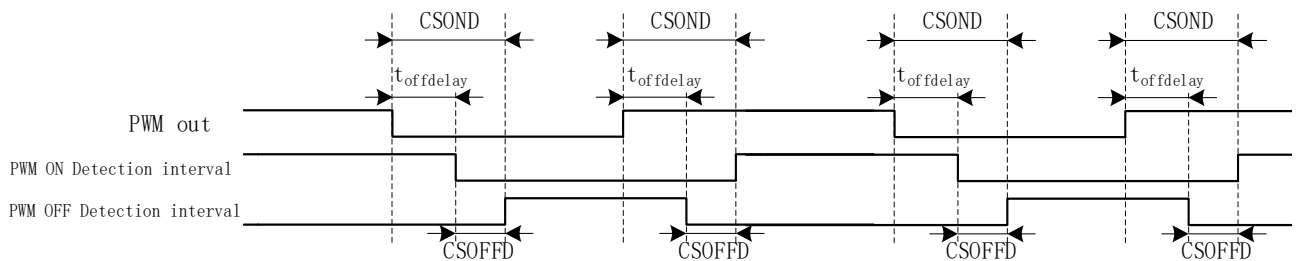 CSOND CSOND CSOND CSOND
toffdelay toffdelay toffdelay toffdelay
PWM out
PWM ON Detection interval
PWM OFF Detection interval
CSOFFD CSOFFD CSOFFD CSOFFD